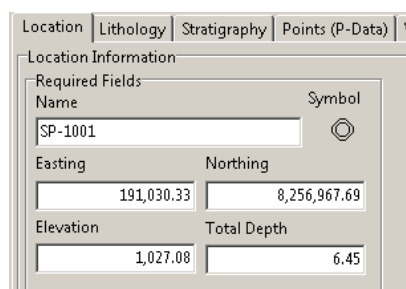 Location Lithology Stratigraphy Points (P-Data)
Location Information
Required Fields
Name Symbol
SP-1001
Easting Northing
191,030.33 8,256,967.69
Elevation Total Depth
1,027.08 6.45